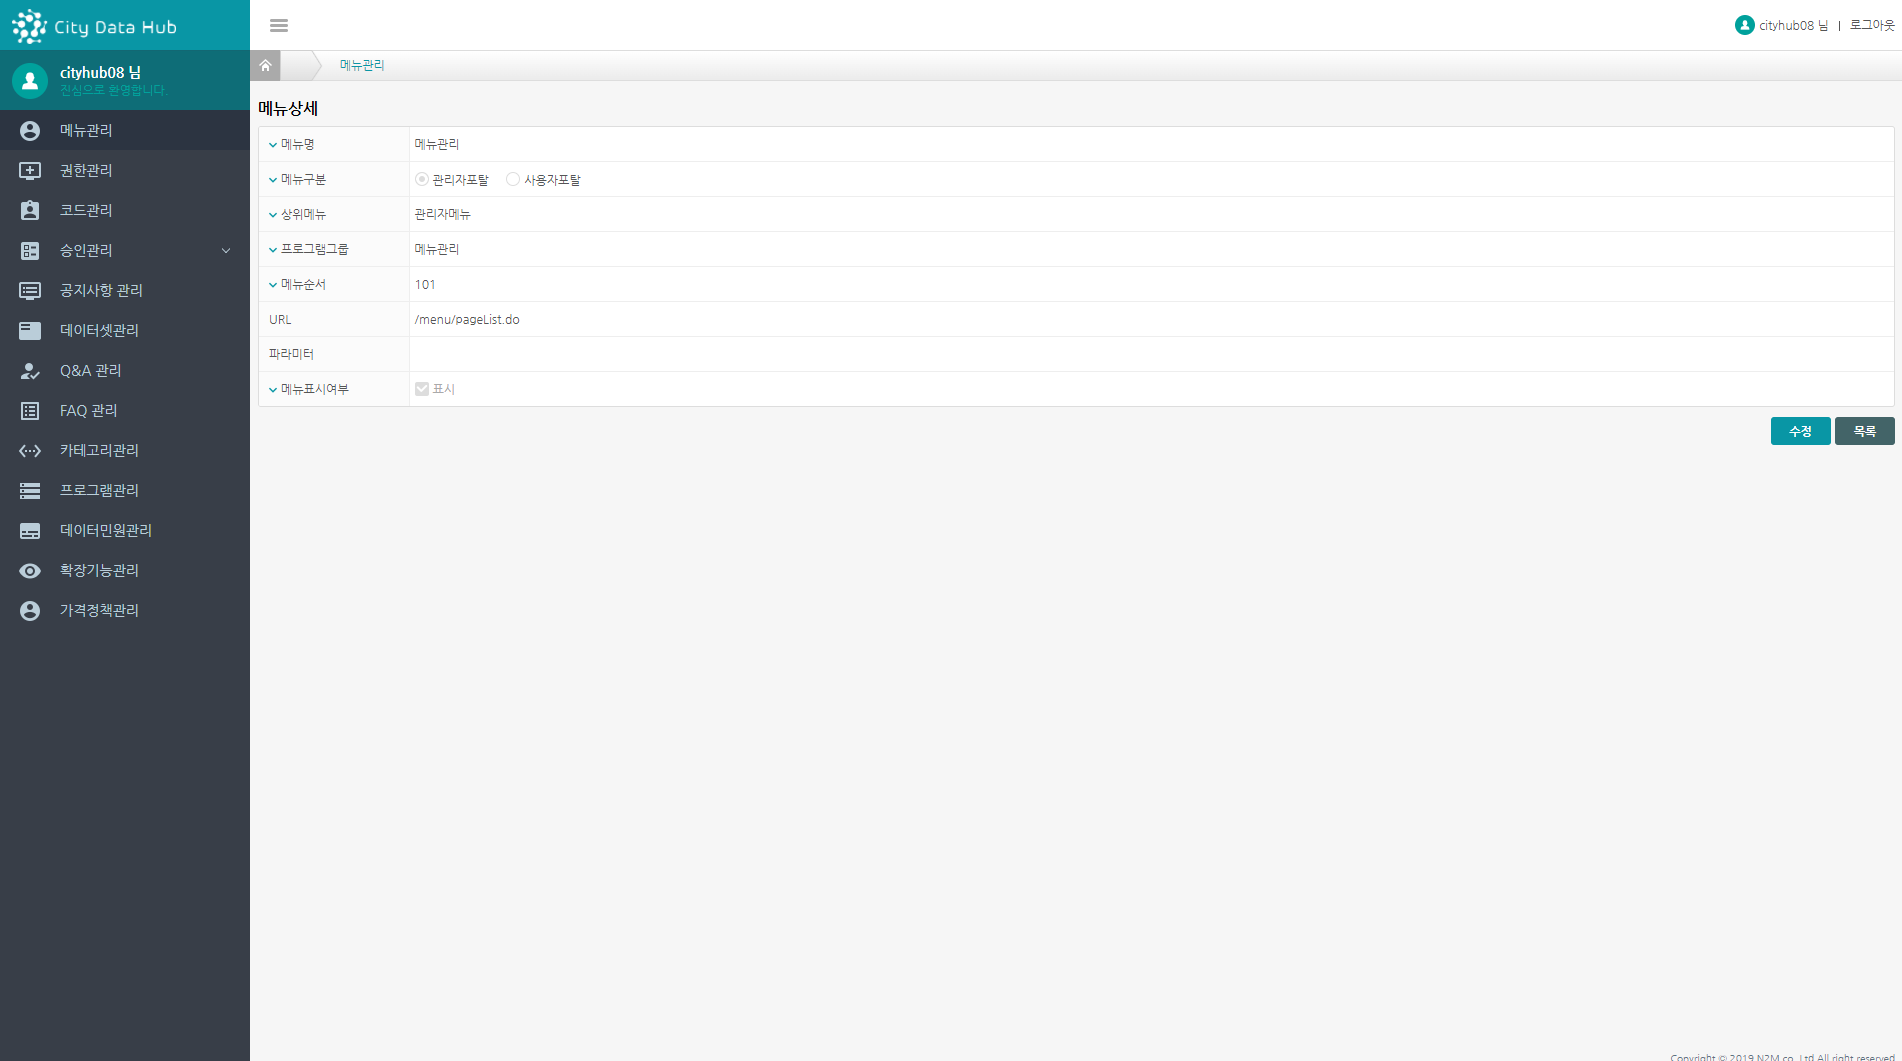 City Data Hub
cityhub08 님 | 로그아웃
cityhub08 님
진심으로 환영합니다.
메뉴관리
권한관리
코드관리
승인관리
공지사항 관리
데이터셋관리
Q&A 관리
FAQ 관리
카테고리관리
프로그램관리
데이터민원관리
확장기능관리
가격정책관리
메뉴관리
메뉴상세
메뉴명 메뉴관리
메뉴구분 관리자포탈 사용자포탈
상위메뉴 관리자메뉴
프로그램그룹 메뉴관리
메뉴순서 101
URL /menu/pageList.do
파라미터
메뉴표시여부 표시
수정 목록
Copyright © 2019 N2M co. Ltd All right reserved